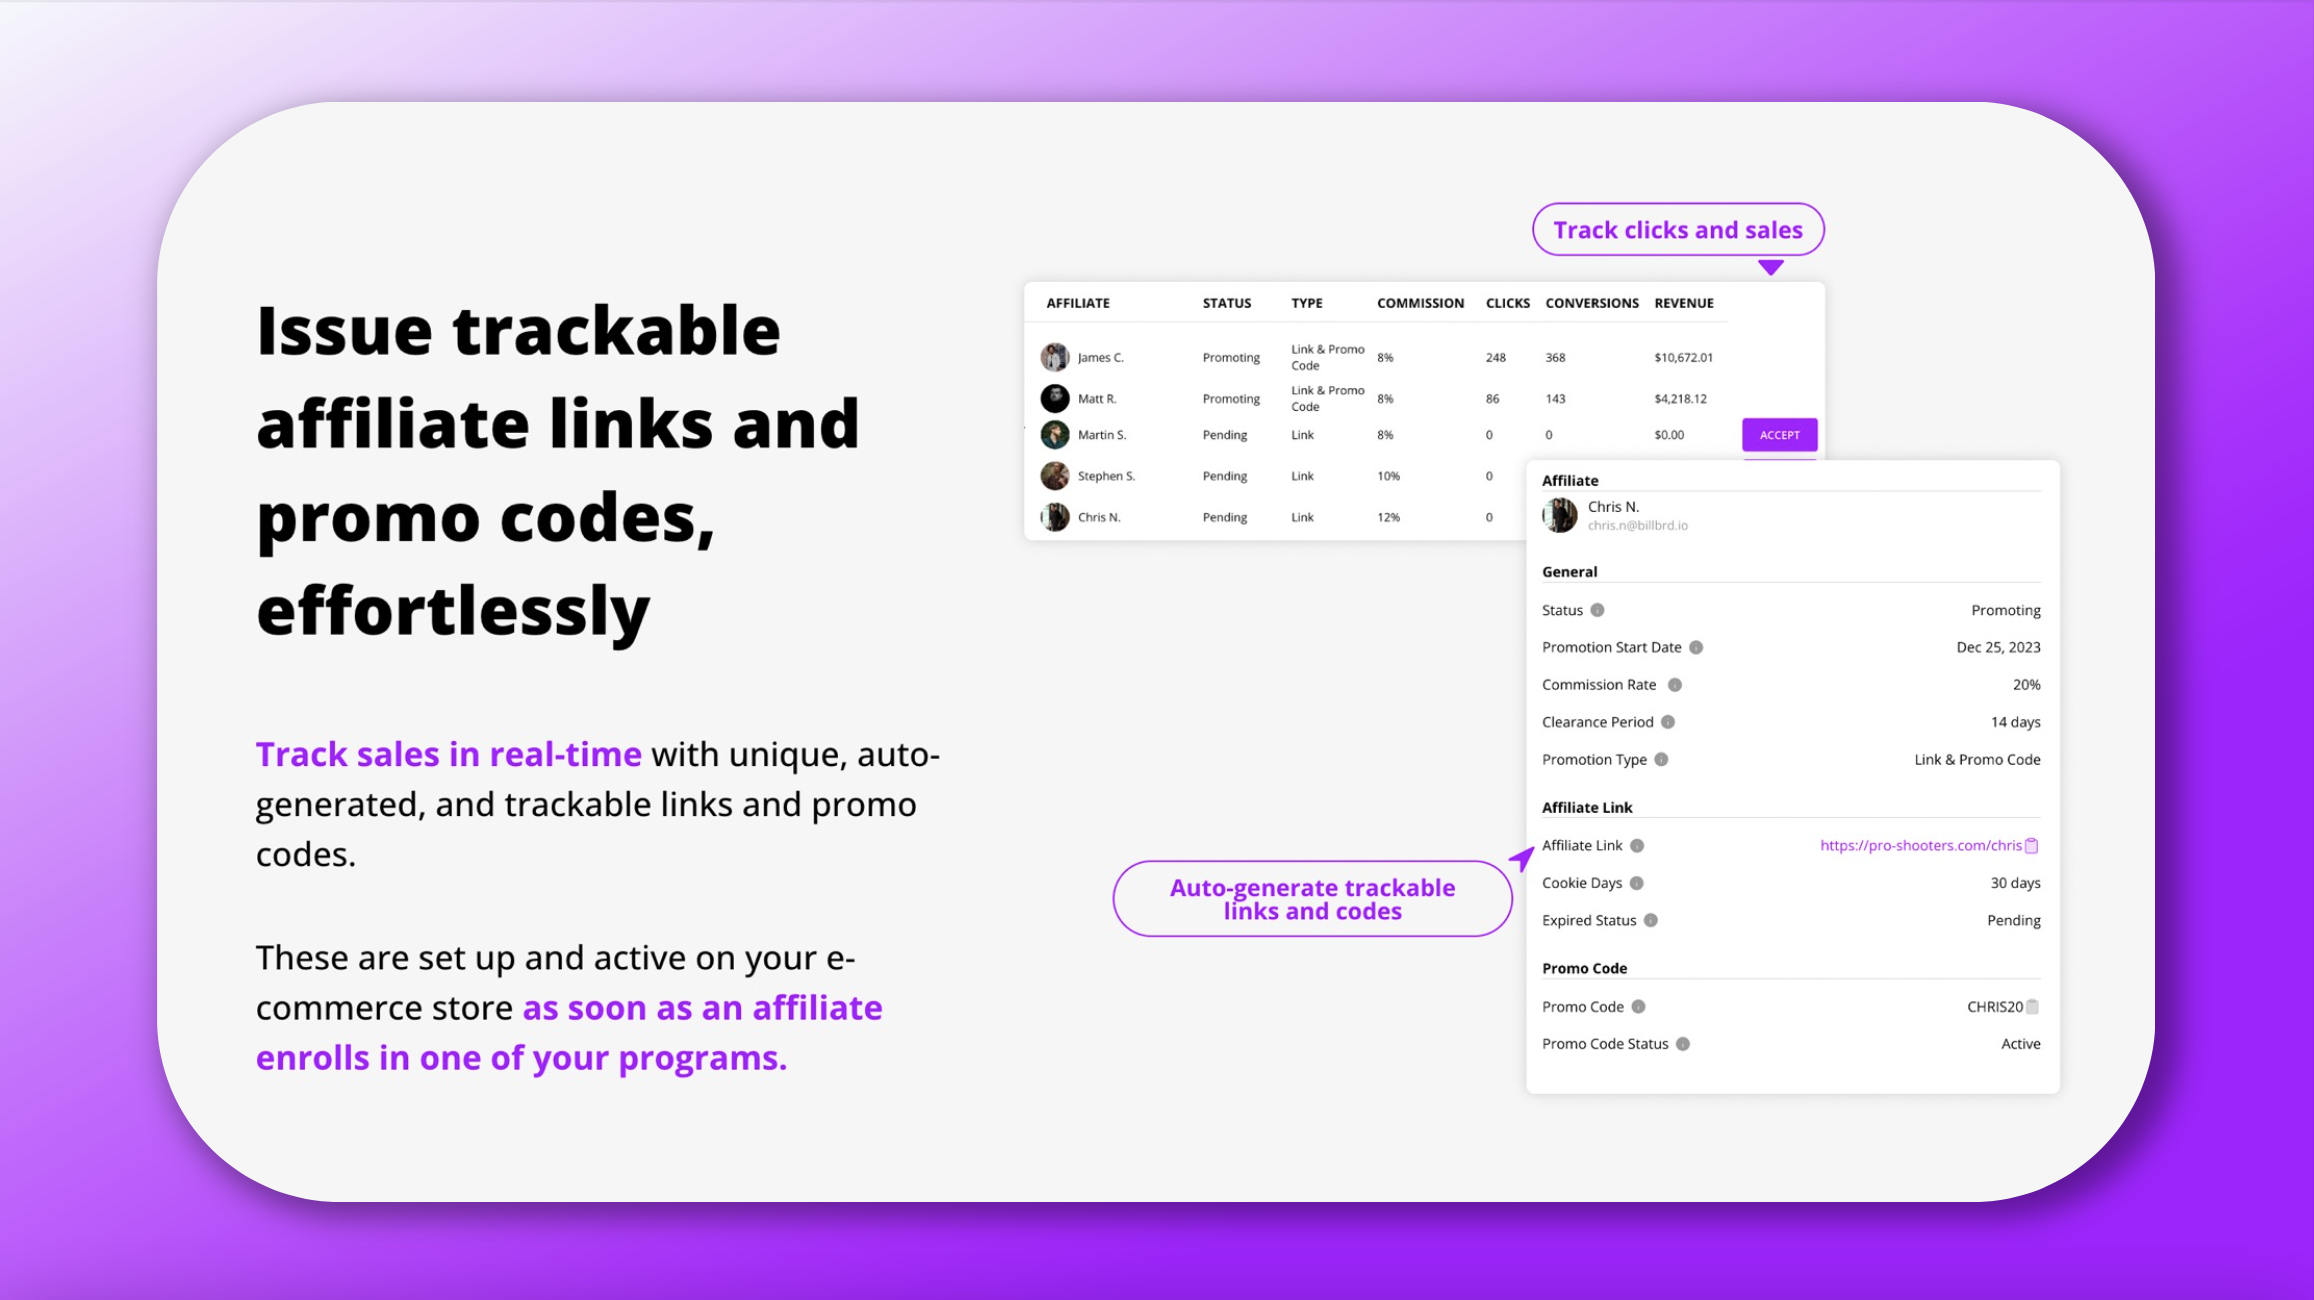 Issue trackable
affiliate links and
promo codes,
effortlessly
Track sales in real-time with unique, auto-
generated, and trackable links and promo
codes.
These are set up and active on your e-
commerce store as soon as an affiliate
enrolls in one of your programs.
Track clicks and sales
AFFILIATE STATUS TYPE COMMISSION CLICKS CONVERSIONS REVENUE
James C. Promoting Link & Promo Code 8% 248 368 $10,672.01
Matt R. Promoting Link & Promo Code 8% 86 143 $4,218.12
Martin S. Pending Link 8% 0 0 $0.00 ACCEPT
Stephen S. Pending Link 10% 0
Chris N. Pending Link 12% 0
Affiliate
Chris N.
chris.n@billbrd.io
General
Status Promoting
Promotion Start Date Dec 25, 2023
Commission Rate 20%
Clearance Period 14 days
Promotion Type Link & Promo Code
Affiliate Link
Affiliate Link https://pro-shooters.com/chris
Cookie Days 30 days
Expired Status Pending
Promo Code
Promo Code CHRIS20
Promo Code Status Active
Auto-generate trackable
links and codes